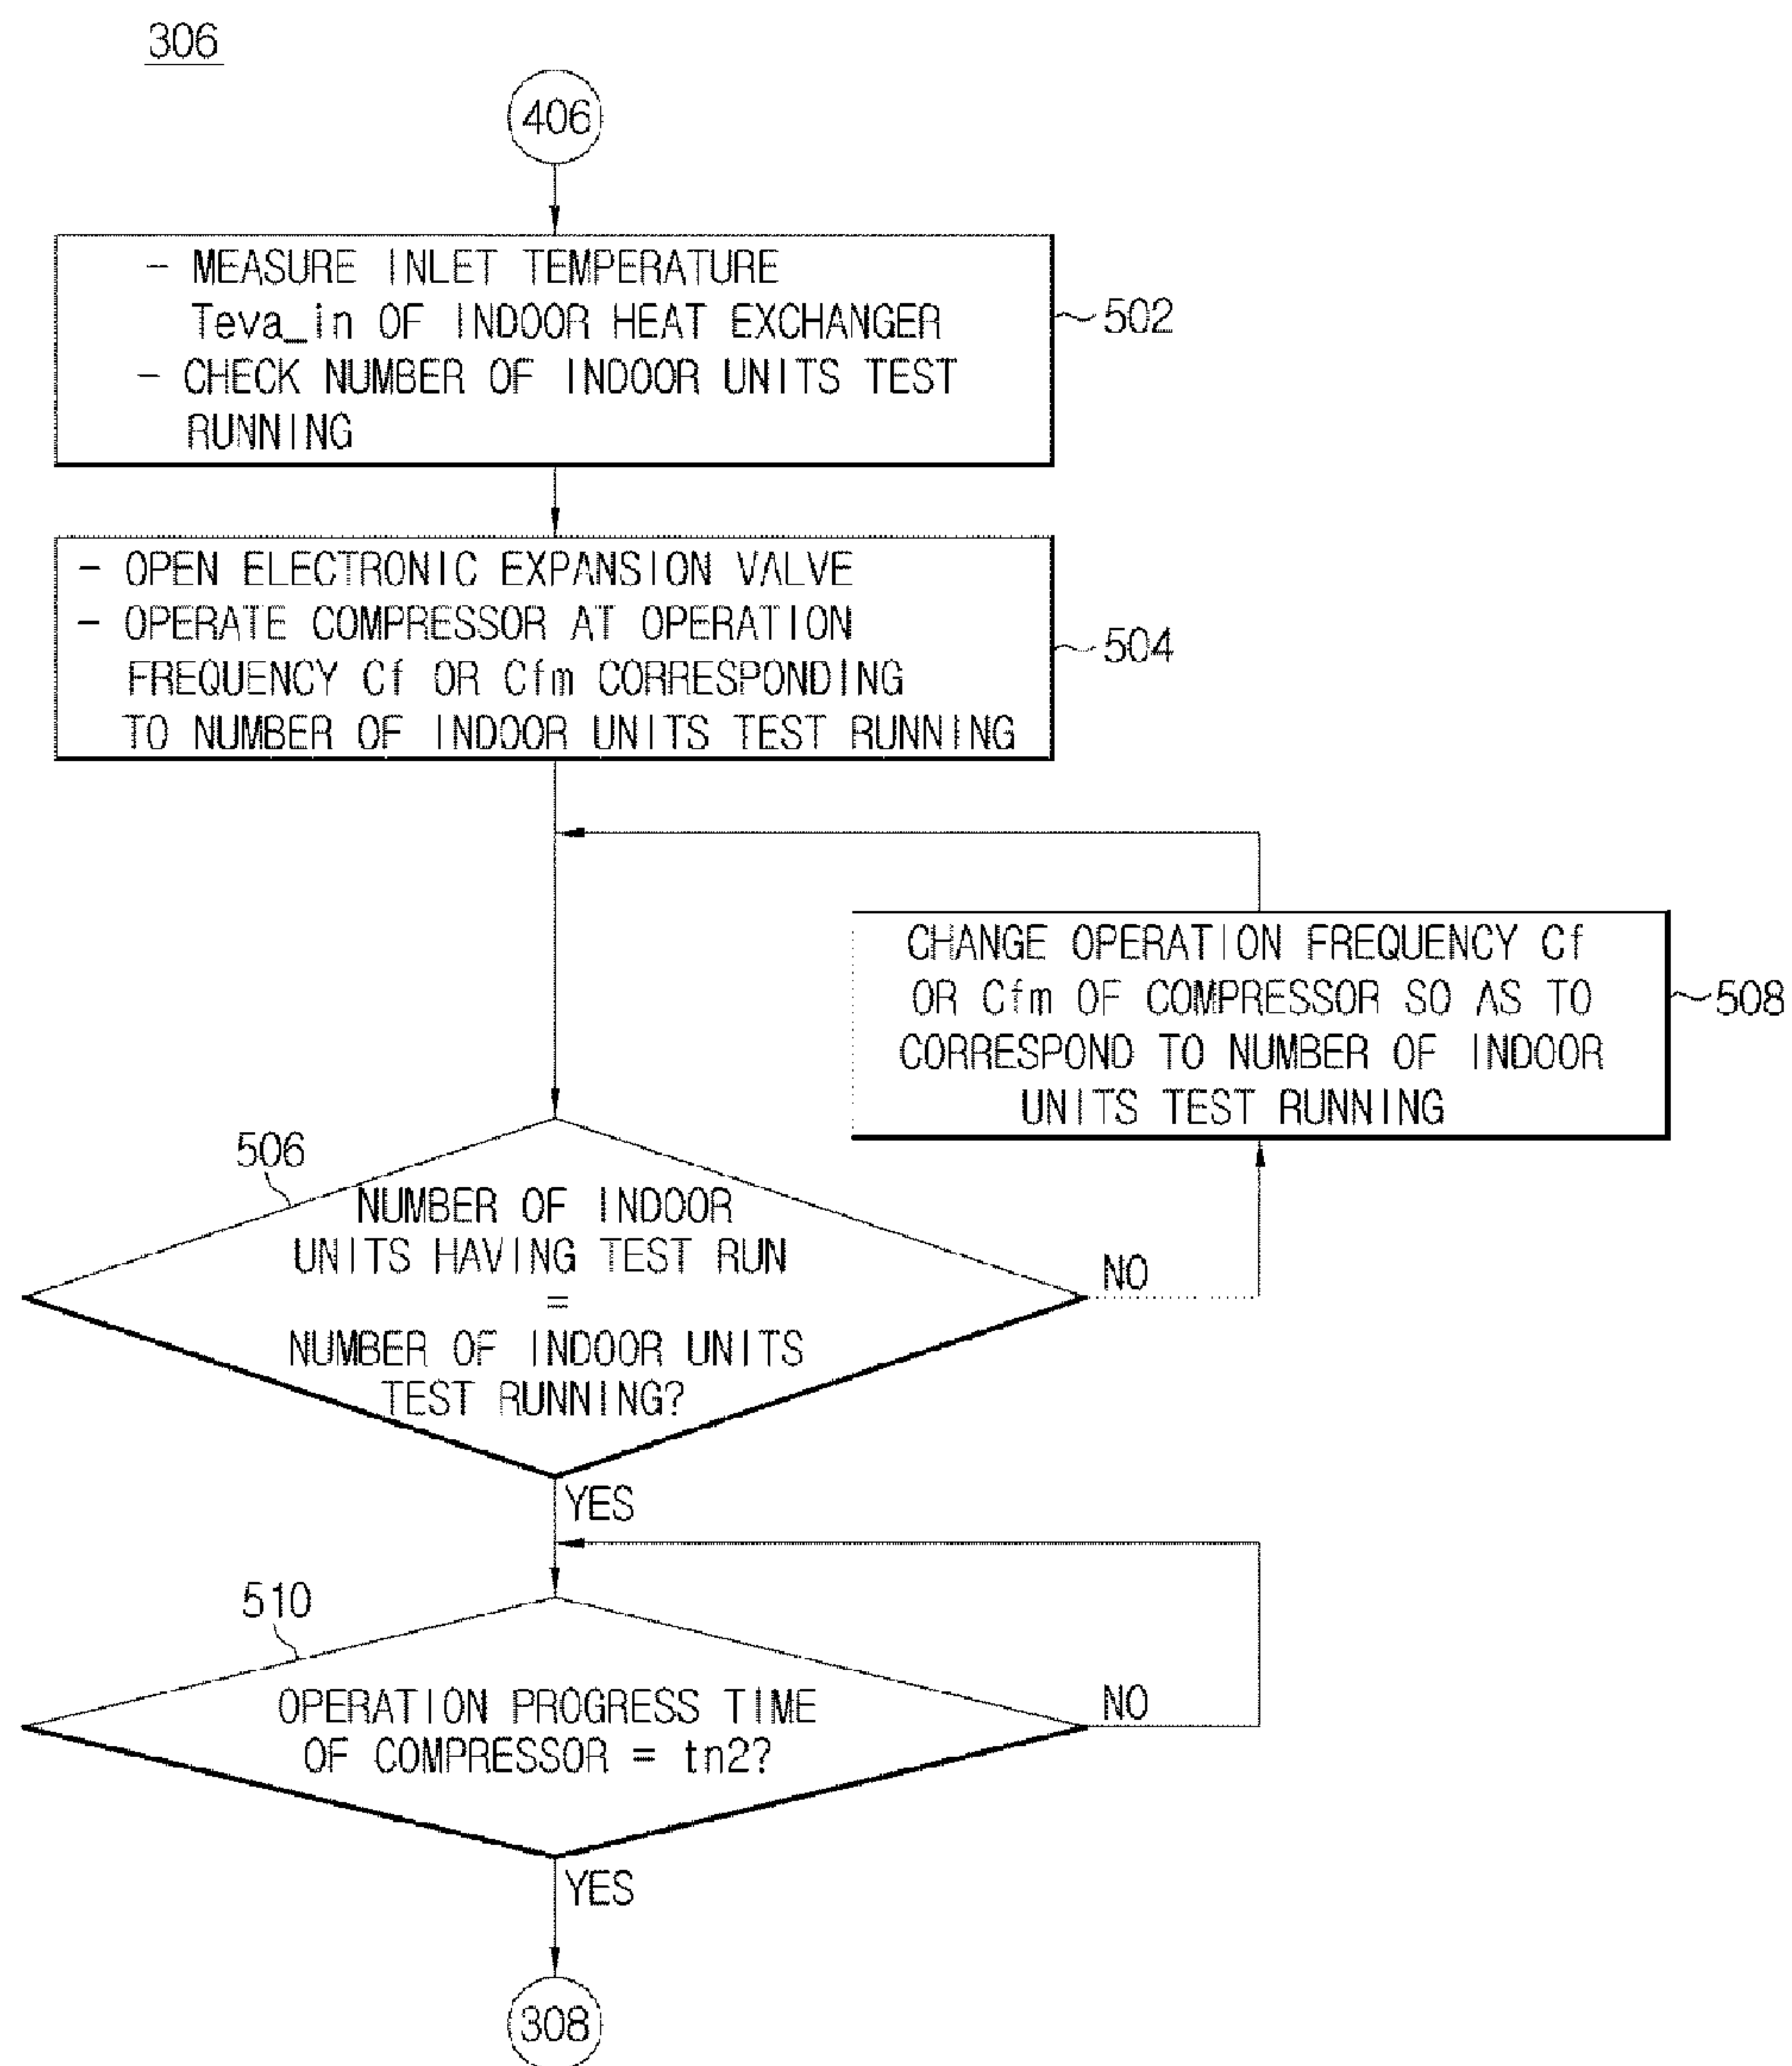 306
406
- MEASURE INLET TEMPERATURE
Teva_in OF INDOOR HEAT EXCHANGER
- CHECK NUMBER OF INDOOR UNITS TEST
RUNNING
502
- OPEN ELECTRONIC EXPANSION VALVE
- OPERATE COMPRESSOR AT OPERATION
FREQUENCY Cf OR Cfm CORRESPONDING
TO NUMBER OF INDOOR UNITS TEST RUNNING
504
CHANGE OPERATION FREQUENCY Cf
OR Cfm OF COMPRESSOR SO AS TO
CORRESPOND TO NUMBER OF INDOOR
UNITS TEST RUNNING
508
506
NUMBER OF INDOOR
UNITS HAVING TEST RUN
=
NUMBER OF INDOOR UNITS
TEST RUNNING?
NO
YES
510
OPERATION PROGRESS TIME
OF COMPRESSOR = tn2?
NO
YES
308